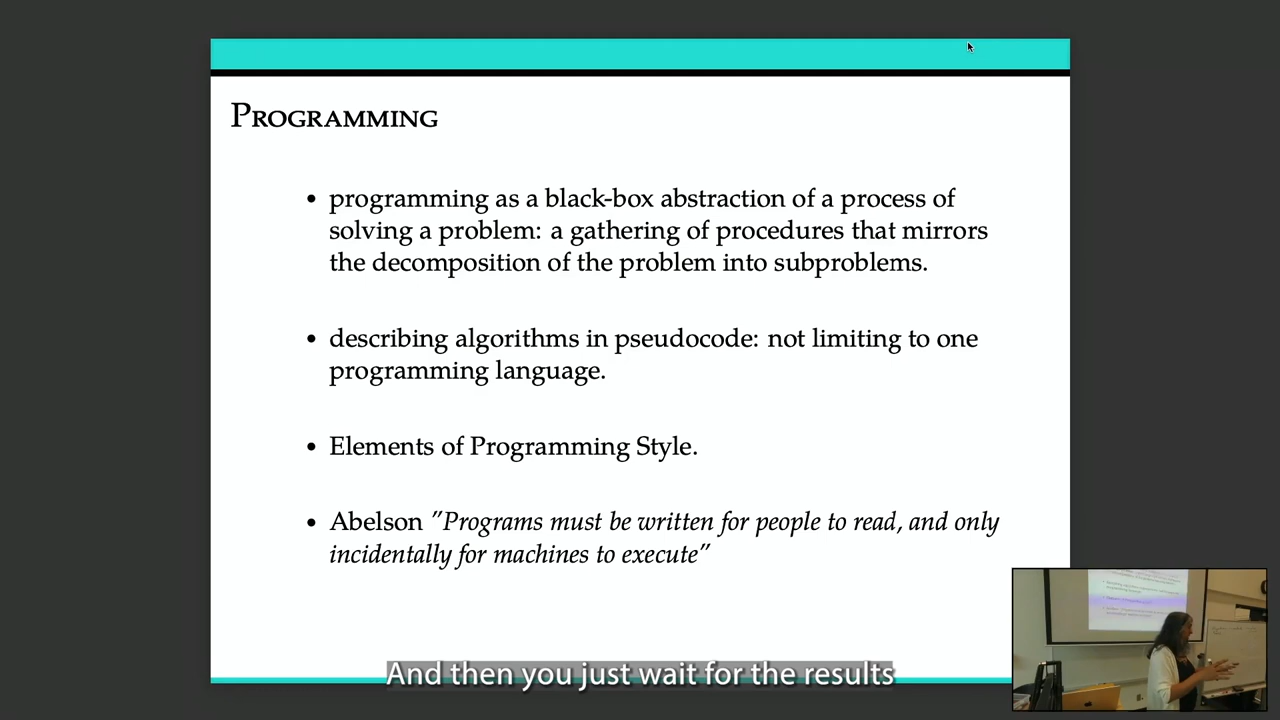 Programming
• programming as a black-box abstraction of a process of
solving a problem: a gathering of procedures that mirrors
the decomposition of the problem into subproblems.
• describing algorithms in pseudocode: not limiting to one
programming language.
• Elements of Programming Style.
• Abelson ”Programs must be written for people to read, and only
incidentally for machines to execute”
And then you just wait for the results